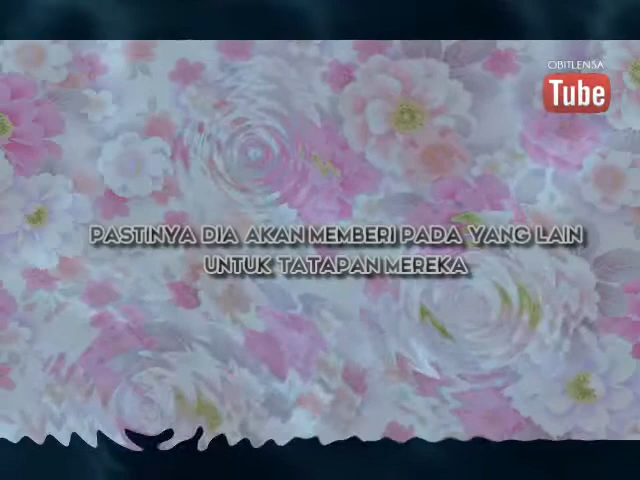 OBITLENSA
Tube
PASTINYA DIA AKAN MEMBERI PADA YANG LAIN
UNTUK TATAPAN MEREKA